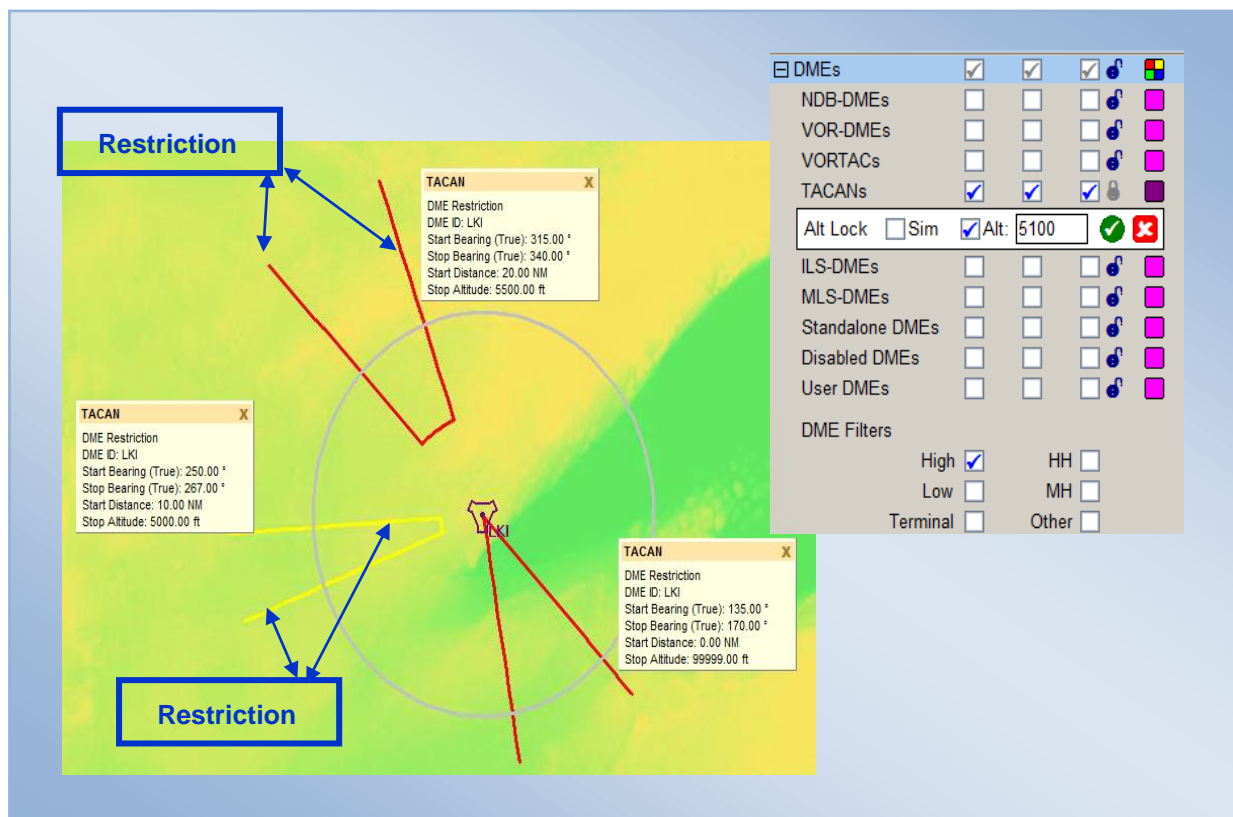 Restriction
TACAN X
DME Restriction
DME ID: LKI
Start Bearing (True): 315.00 °
Stop Bearing (True): 340.00 °
Start Distance: 20.00 NM
Stop Altitude: 5500.00 ft
TACAN X
DME Restriction
DME ID: LKI
Start Bearing (True): 250.00 °
Stop Bearing (True): 267.00 °
Start Distance: 10.00 NM
Stop Altitude: 5000.00 ft
LKI
TACAN X
DME Restriction
DME ID: LKI
Start Bearing (True): 135.00 °
Stop Bearing (True): 170.00 °
Start Distance: 0.00 NM
Stop Altitude: 99999.00 ft
Restriction
DMEs
NDB-DMEs
VOR-DMEs
VORTACs
TACANs
Alt Lock Sim Alt: 5100
ILS-DMEs
MLS-DMEs
Standalone DMEs
Disabled DMEs
User DMEs
DME Filters
High HH
Low MH
Terminal Other